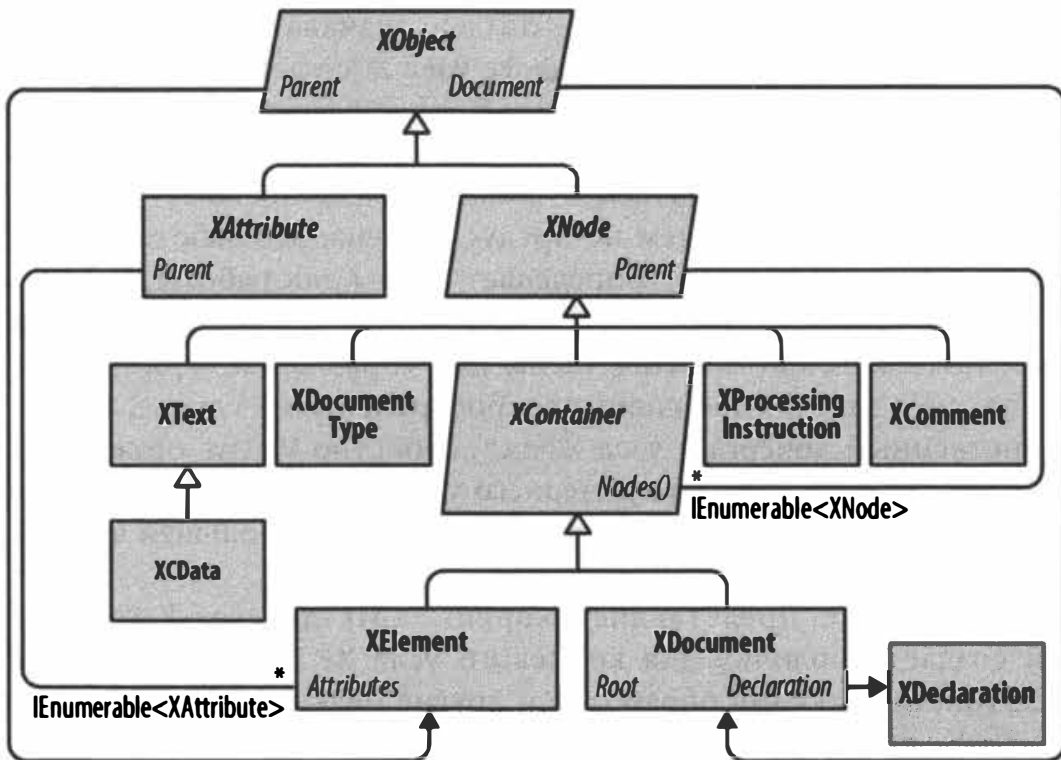 XObject
Parent Document
XAttribute
Parent
XNode
Parent
XText
XDocument
Type
XContainer
Nodes()
XProcessing
Instruction
XComment
*
IEnumerable<XNode>
XCData
XElement
Attributes
*
IEnumerable<XAttribute>
XDocument
Root Declaration
XDeclaration